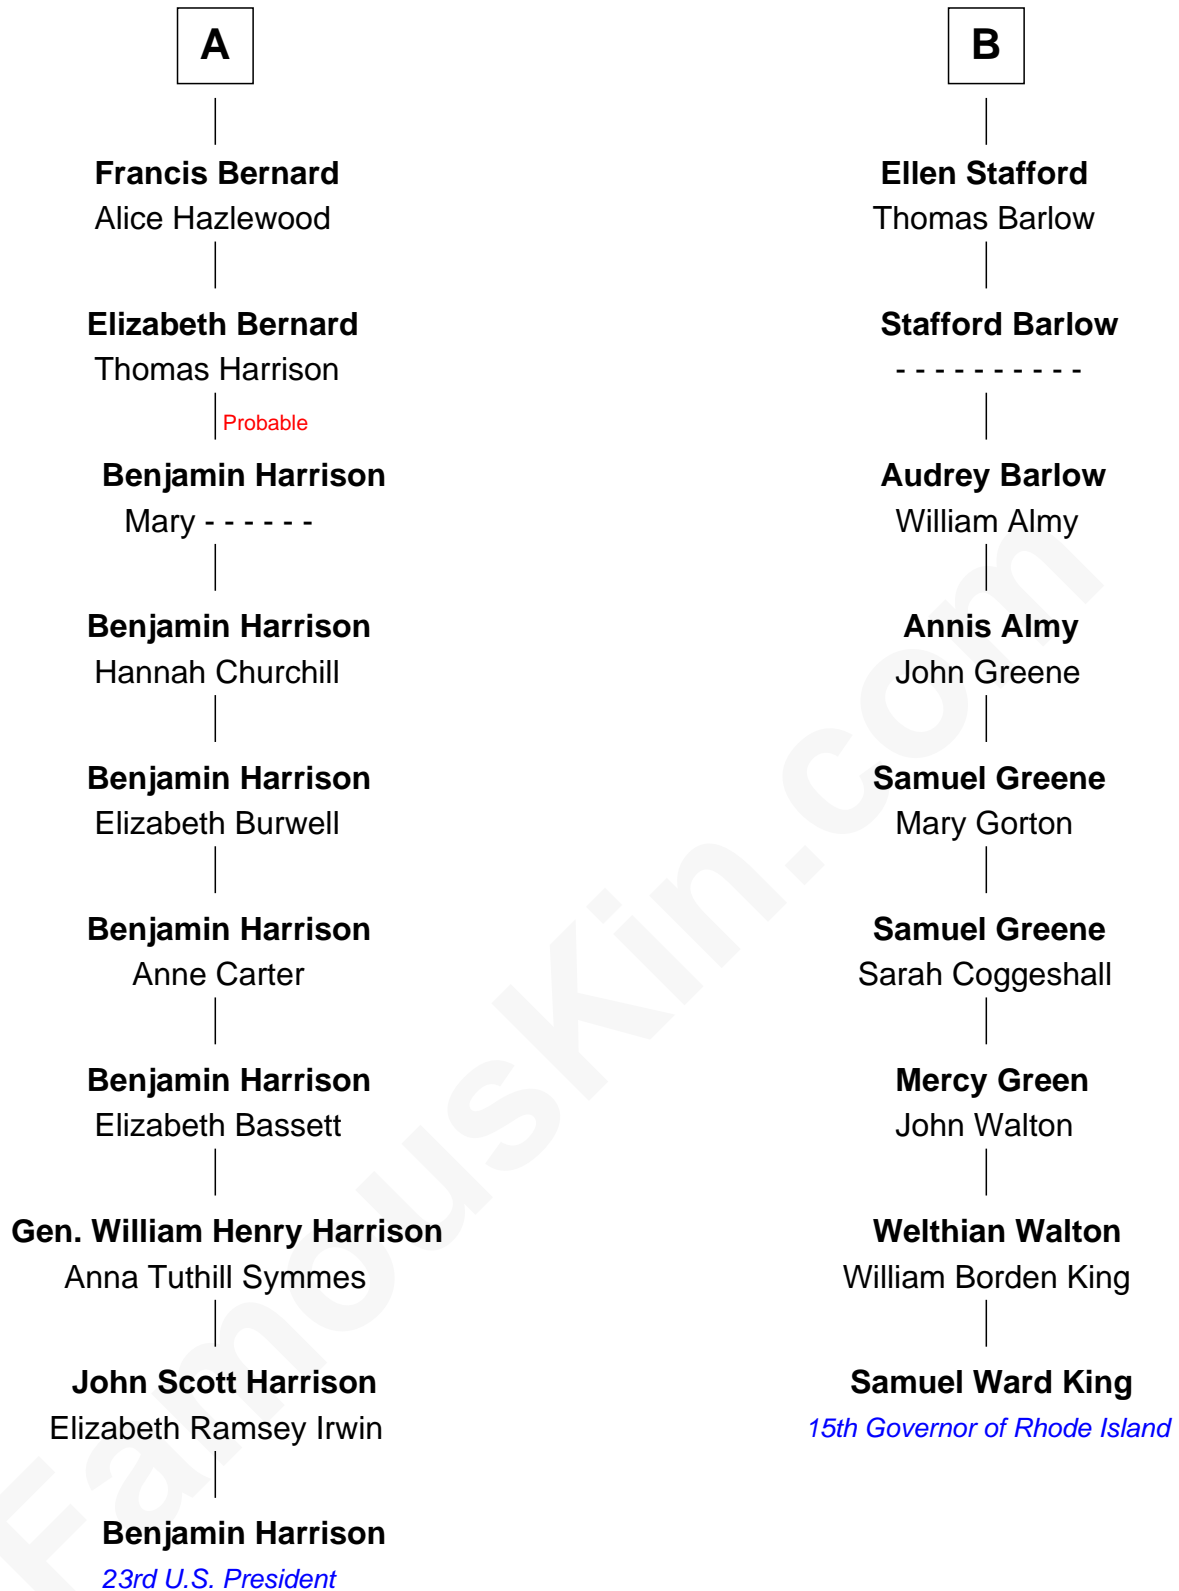 A
Francis Bernard
Alice Hazlewood
Elizabeth Bernard
Thomas Harrison
Probable
Benjamin Harrison
Mary - - - - - -
Benjamin Harrison
Hannah Churchill
Benjamin Harrison
Elizabeth Burwell
Benjamin Harrison
Anne Carter
Benjamin Harrison
Elizabeth Bassett
Gen. William Henry Harrison
Anna Tuthill Symmes
John Scott Harrison
Elizabeth Ramsey Irwin
Benjamin Harrison
23rd U.S. President
B
Ellen Stafford
Thomas Barlow
Stafford Barlow
- - - - - - - - - -
Audrey Barlow
William Almy
Annis Almy
John Greene
Samuel Greene
Mary Gorton
Samuel Greene
Sarah Coggeshall
Mercy Green
John Walton
Welthian Walton
William Borden King
Samuel Ward King
15th Governor of Rhode Island
FamousKin.com